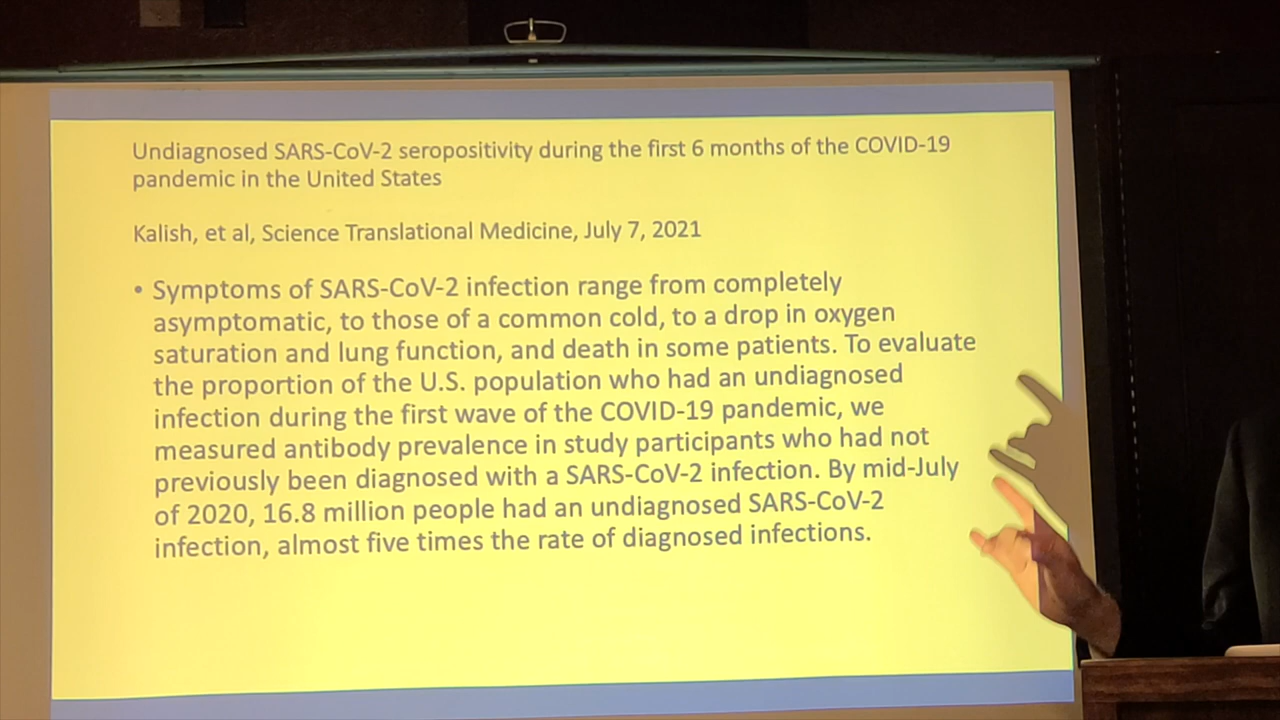 Undiagnosed SARS-CoV-2 seropositivity during the first 6 months of the COVID-19
pandemic in the United States
Kalish, et al, Science Translational Medicine, July 7, 2021
• Symptoms of SARS-CoV-2 infection range from completely
asymptomatic, to those of a common cold, to a drop in oxygen
saturation and lung function, and death in some patients. To evaluate
the proportion of the U.S. population who had an undiagnosed
infection during the first wave of the COVID-19 pandemic, we
measured antibody prevalence in study participants who had not
previously been diagnosed with a SARS-CoV-2 infection. By mid-July
of 2020, 16.8 million people had an undiagnosed SARS-CoV-2
infection, almost five times the rate of diagnosed infections.